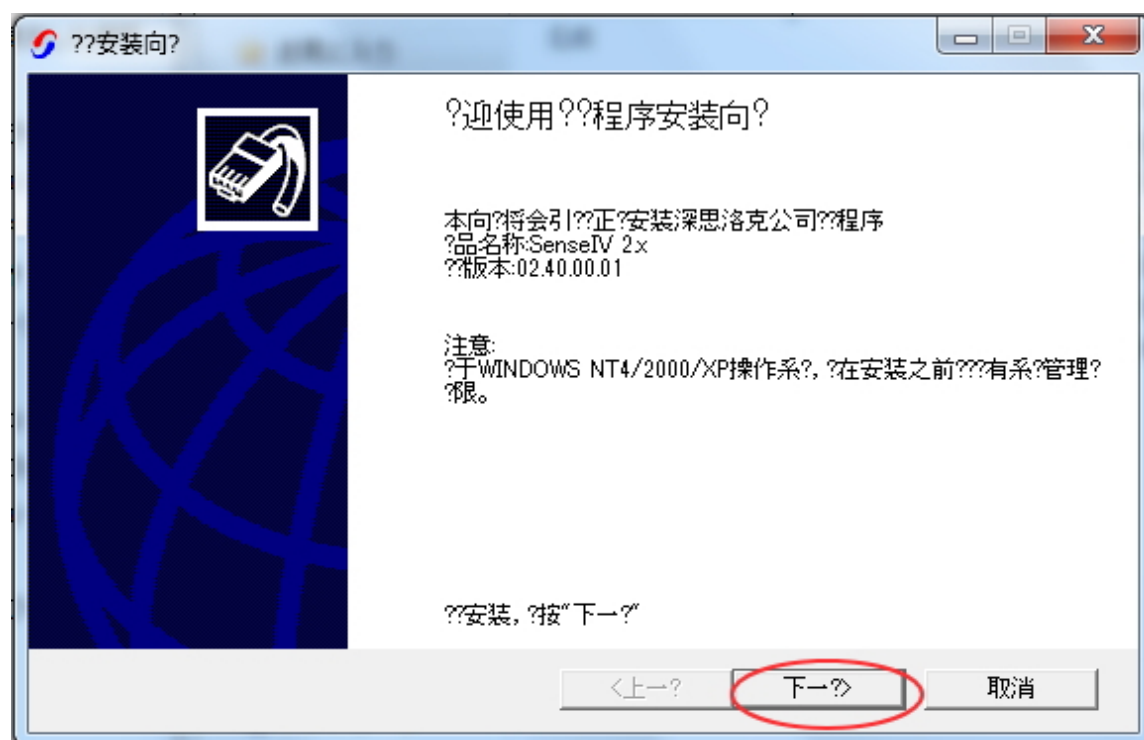 ??安装向?
?迎使用??程序安装向?
本向?将会引??正?安装深思洛克公司??程序
?品名称:SenseIV 2.x
??版本:02.40.00.01
注意:
?于WINDOWS NT4/2000/XP操作系?, ?在安装之前???有系?管理?
?限。
??安装, ?按"下一?"
<上一?
下一?>
取消